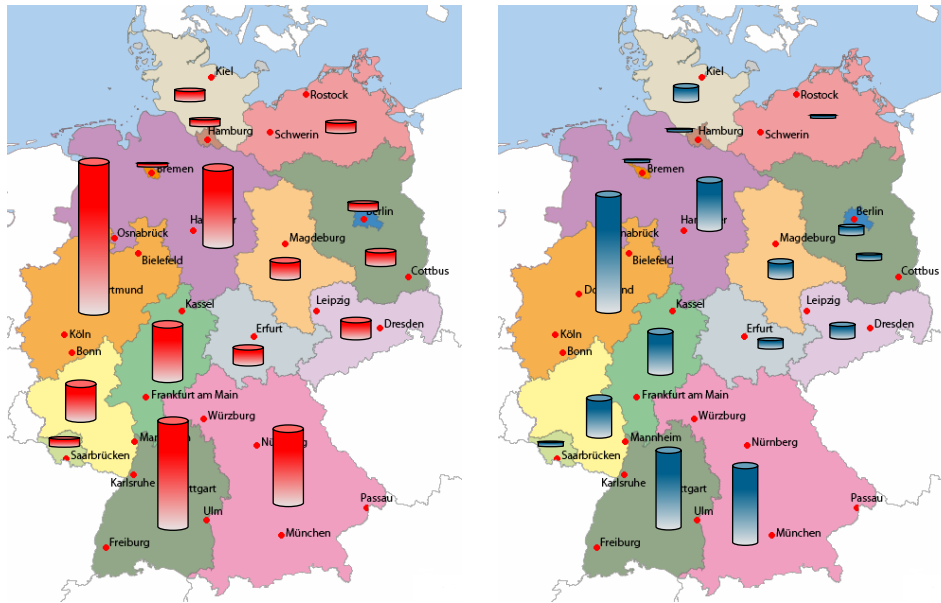 Kiel
Rostock
Hamburg
Schwerin
Bremen
Berlin
Osnabrück
Magdeburg
Bielefeld
Cottbus
Kassel
Leipzig
Köln
Erfurt
Dresden
Bonn
Frankfurt am Main
Würzburg
Saarbrücken
Karlsruhe
Passau
Ulm
München
Freiburg
Kiel
Rostock
Hamburg
Schwerin
Bremen
Berlin
Magdeburg
Bielefeld
Cottbus
Kassel
Leipzig
Köln
Erfurt
Dresden
Bonn
Frankfurt am Main
Würzburg
Mannheim
Nürnberg
Saarbrücken
Karlsruhe
Passau
Ulm
München
Freiburg